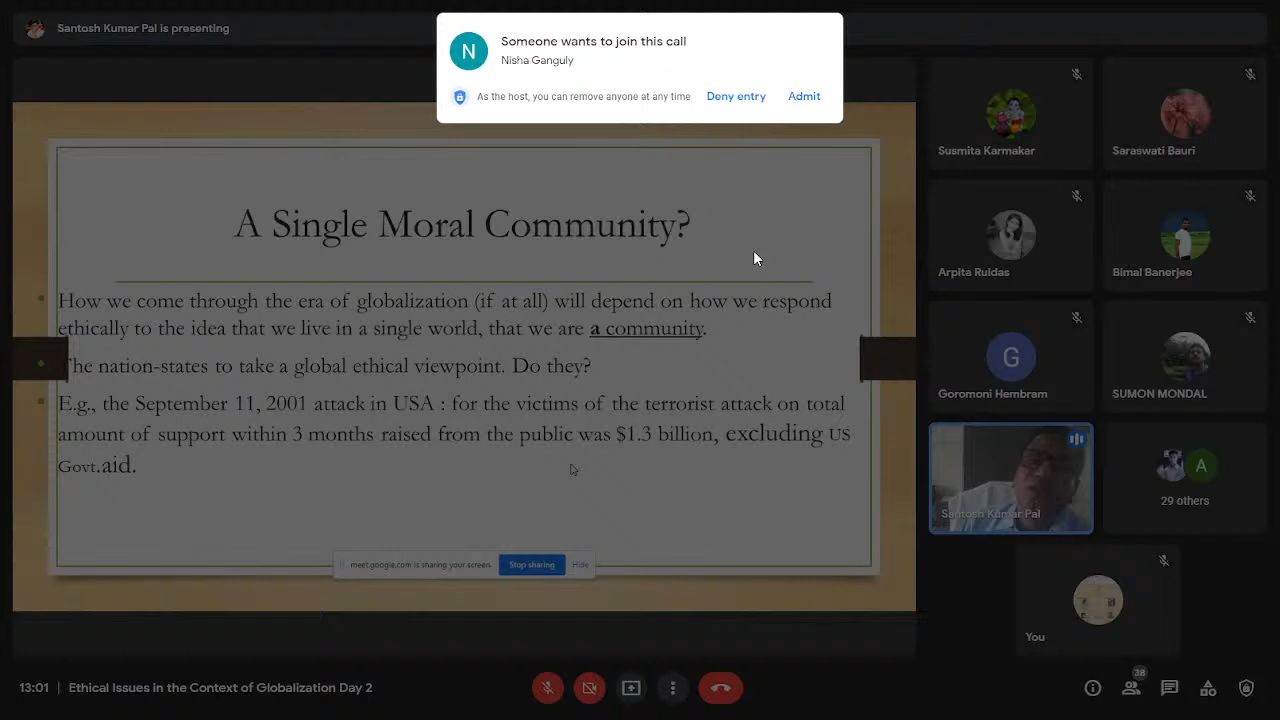 Santosh Kumar Pal is presenting
Someone wants to join this call
N
Nisha Ganguly
As the host, you can remove anyone at any time
Deny entry
Admit
A Single Moral Community?
• How we come through the era of globalization (if at all) will depend on how we respond
ethically to the idea that we live in a single world, that we are a community.
• The nation-states to take a global ethical viewpoint. Do they?
• E.g., the September 11, 2001 attack in USA : for the victims of the terrorist attack on total
amount of support within 3 months raised from the public was $1.3 billion, excluding US
Govt.aid.
meet.google.com is sharing your screen.
Stop sharing
Hide
Susmita Karmakar
Saraswati Bauri
Arpita Ruidas
Bimal Banerjee
G
Goromoni Hembram
SUMON MONDAL
Santosh Kumar Pal
A
29 others
You
13:01 | Ethical Issues in the Context of Globalization Day 2
38